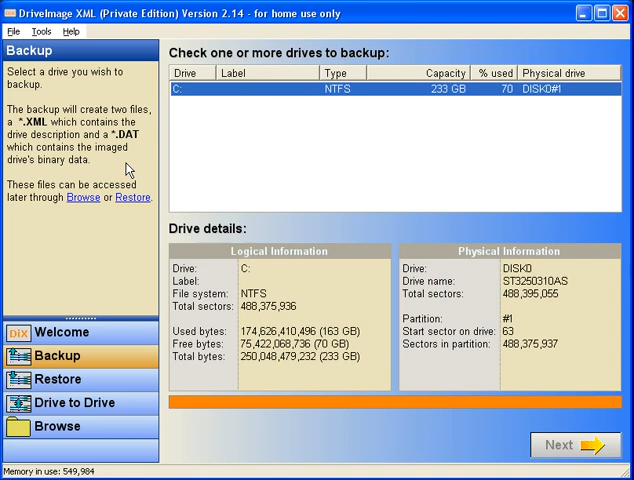 DriveImage XML (Private Edition) Version 2.14 - for home use only
File Tools Help
Backup
Select a drive you wish to
backup.
The backup will create two files,
a *.XML which contains the
drive description and a *.DAT
which contains the imaged
drive's binary data.
These files can be accessed
later through Browse or Restore.
DiX Welcome
Backup
Restore
Drive to Drive
Browse
Check one or more drives to backup:
Drive Label Type Capacity % used Physical drive
C: NTFS 233 GB 70 DISK0#1
Drive details:
Logical Information
Drive: C:
Label:
File system: NTFS
Total sectors: 488,375,936
Used bytes: 174,626,410,496 (163 GB)
Free bytes: 75,422,068,736 (70 GB)
Total bytes: 250,048,479,232 (233 GB)
Physical Information
Drive: DISK0
Drive name: ST3250310AS
Total sectors: 488,395,055
Partition: #1
Start sector on drive: 63
Sectors in partition: 488,375,937
Next
Memory in use: 549,984